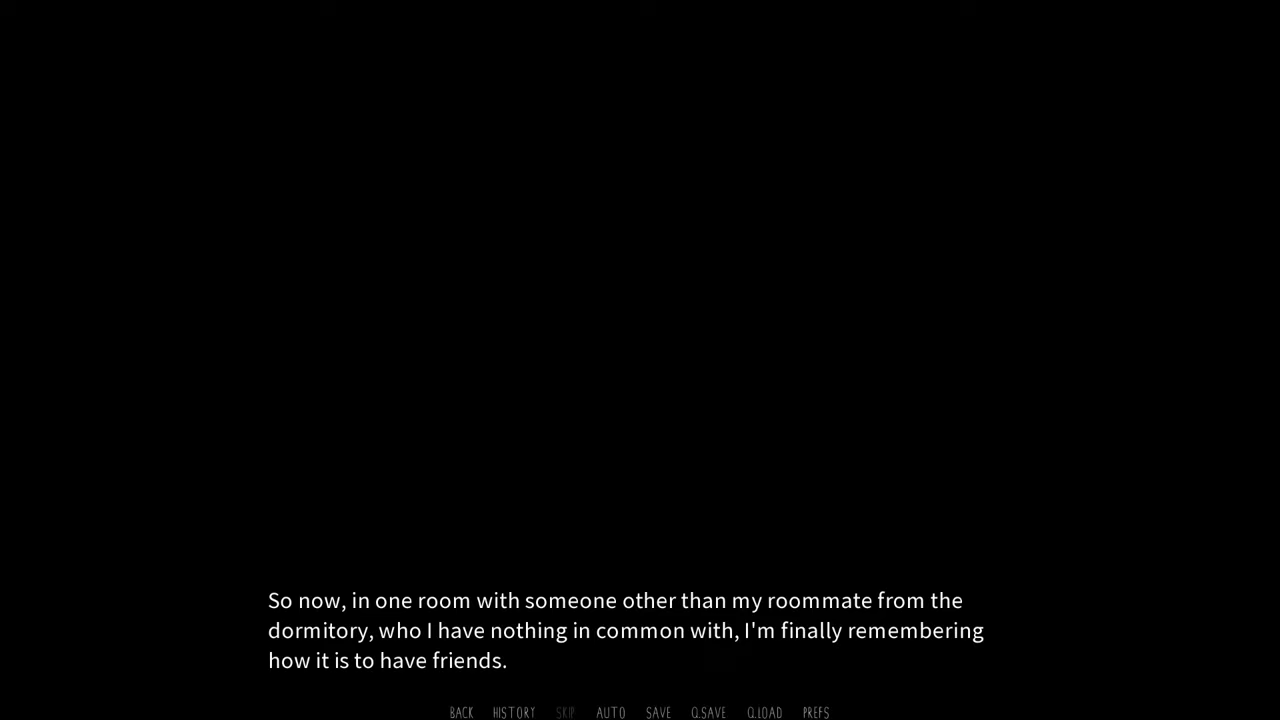 So now, in one room with someone other than my roommate from the
dormitory, who I have nothing in common with, I'm finally remembering
how it is to have friends.
BACK HISTORY SKIP AUTO SAVE Q.SAVE Q.LOAD PREFS